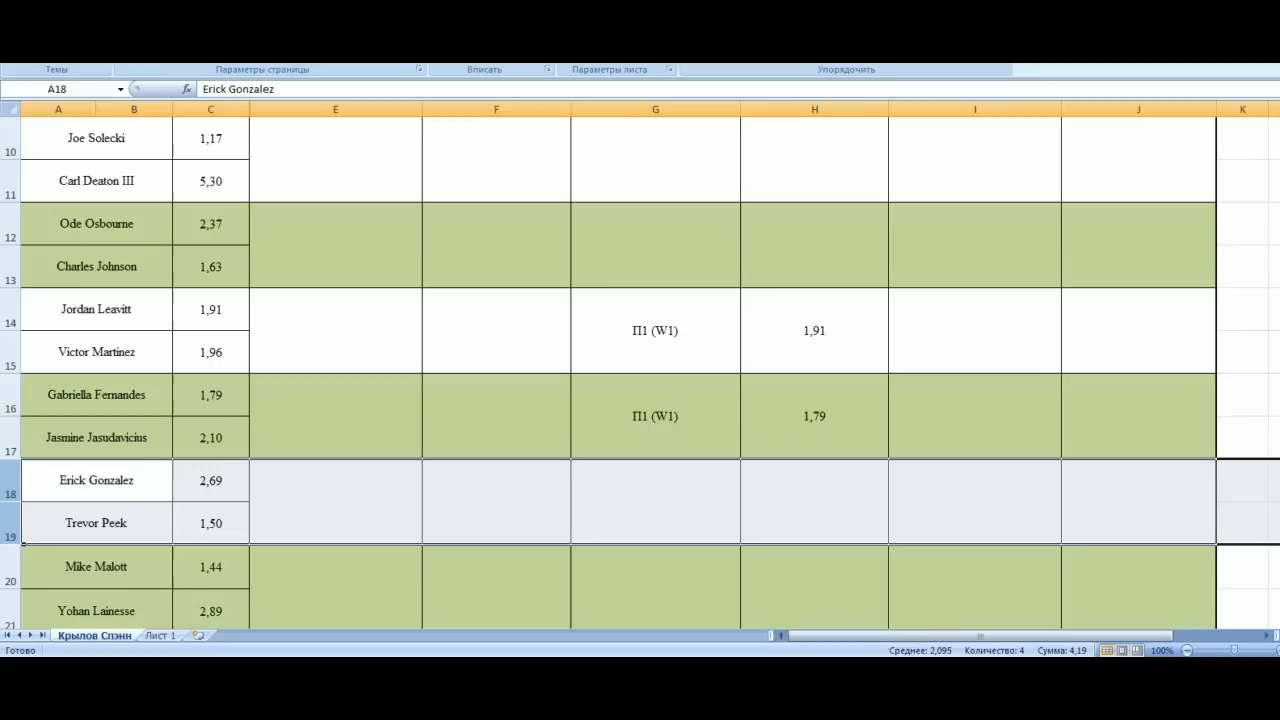 Темы Параметры страницы Вписать Параметры листа Упорядочить
A18 fx Erick Gonzalez
A B C E F G H I J K
10 Joe Solecki 1,17
11 Carl Deaton III 5,30
12 Ode Osbourne 2,37
13 Charles Johnson 1,63
14 Jordan Leavitt 1,91 П1 (W1) 1,91
15 Victor Martinez 1,96
16 Gabriella Fernandes 1,79 П1 (W1) 1,79
17 Jasmine Jasudavicius 2,10
18 Erick Gonzalez 2,69
19 Trevor Peek 1,50
20 Mike Malott 1,44
21 Yohan Lainesse 2,89
Крылов Спэнн Лист 1
Готово Среднее: 2,095 Количество: 4 Сумма: 4,19 100%